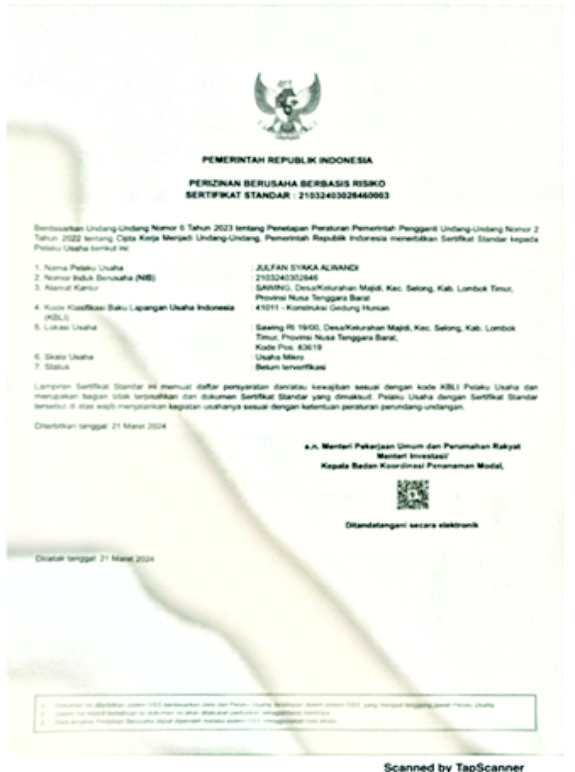 PEMERINTAH REPUBLIK INDONESIA
PERIZINAN BERUSAHA BERBASIS RISIKO
SERTIFIKAT STANDAR : 21032403028460003
Berdasarkan Undang-Undang Nomor 6 Tahun 2023 tentang Penetapan Peraturan Pemerintah Pengganti Undang-Undang Nomor 2
Tahun 2022 tentang Cipta Kerja Menjadi Undang-Undang, Pemerintah Republik Indonesia menerbitkan Sertifikat Standar kepada
Pelaku Usaha berikut ini:
1. Nama Pelaku Usaha : JULFAN SYAKA ALWANDI
2. Nomor Induk Berusaha (NIB) : 2103240302846
3. Alamat Kantor : SAWING, Desa/Kelurahan Majidi, Kec. Selong, Kab. Lombok Timur,
Provinsi Nusa Tenggara Barat
4. Kode Klasifikasi Baku Lapangan Usaha Indonesia (KBLI) : 41011 - Konstruksi Gedung Hunian
5. Lokasi Usaha : Sawing Rt 19/00, Desa/Kelurahan Majidi, Kec. Selong, Kab. Lombok
Timur, Provinsi Nusa Tenggara Barat,
Kode Pos: 83619
6. Skala Usaha : Usaha Mikro
7. Status : Belum terverifikasi
Lampiran Sertifikat Standar ini memuat daftar persyaratan dan/atau kewajiban sesuai dengan kode KBLI Pelaku Usaha dan
merupakan bagian tidak terpisahkan dari dokumen Sertifikat Standar yang dimaksud. Pelaku Usaha dengan Sertifikat Standar
tersebut di atas wajib menjalankan kegiatan usahanya sesuai dengan ketentuan peraturan perundang-undangan.
Diterbitkan tanggal: 21 Maret 2024
a.n. Menteri Pekerjaan Umum dan Perumahan Rakyat
Menteri Investasi/
Kepala Badan Koordinasi Penanaman Modal,
Ditandatangani secara elektronik
Dicetak tanggal: 21 Maret 2024
Scanned by TapScanner